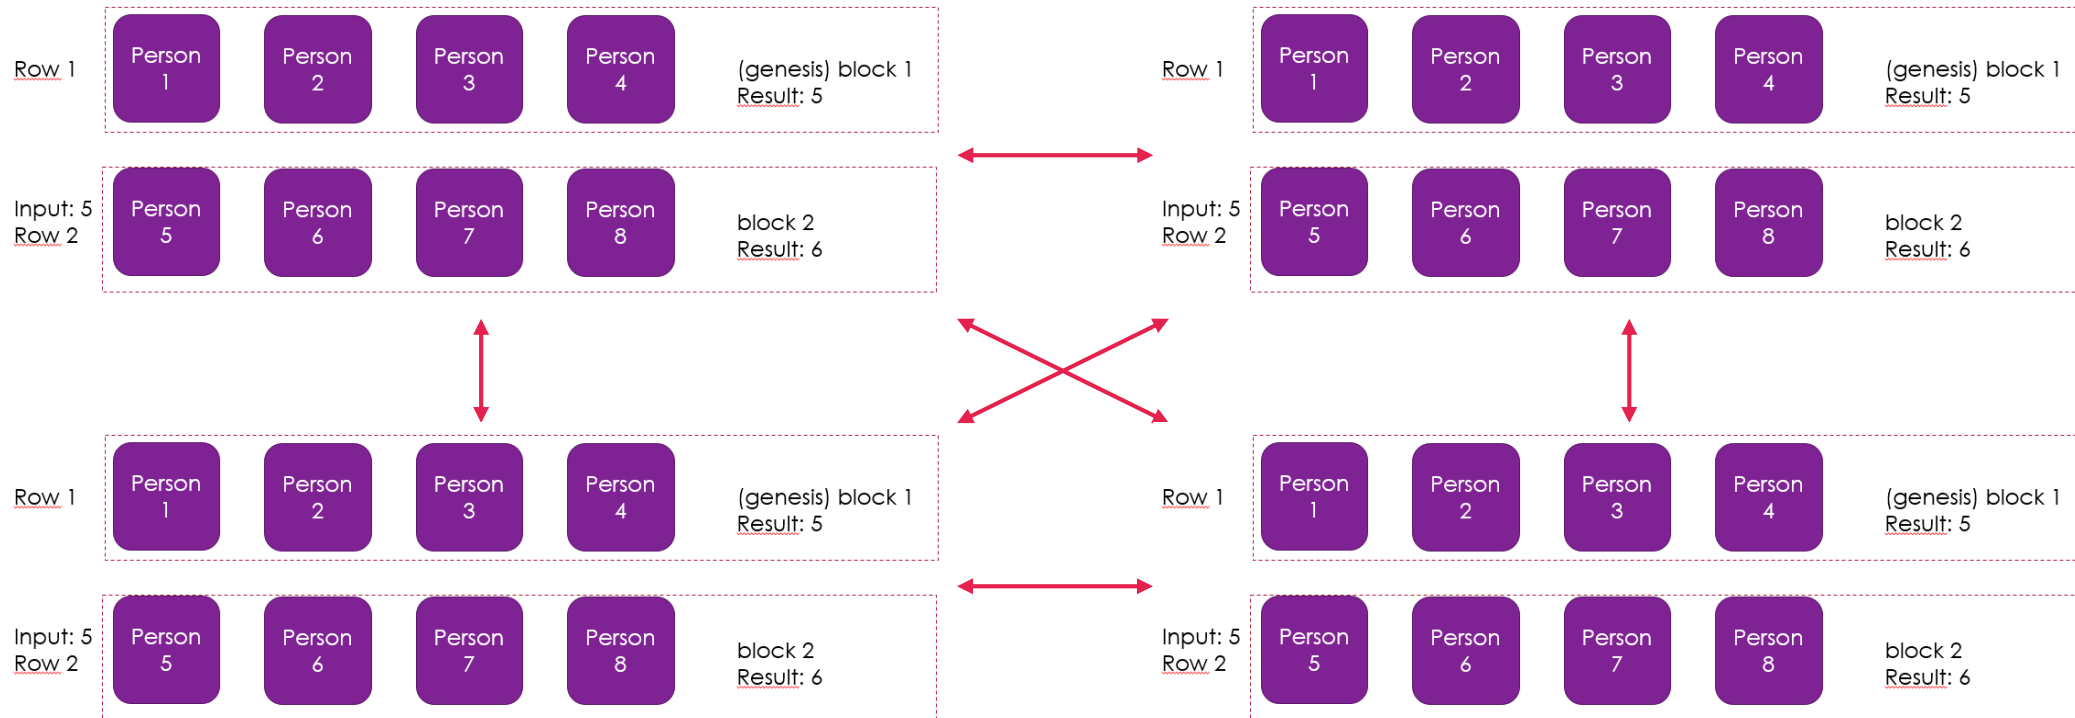 Row 1
Person
1
Person
2
Person
3
Person
4
(genesis) block 1
Result: 5
Input: 5
Row 2
Person
5
Person
6
Person
7
Person
8
block 2
Result: 6
Row 1
Person
1
Person
2
Person
3
Person
4
(genesis) block 1
Result: 5
Input: 5
Row 2
Person
5
Person
6
Person
7
Person
8
block 2
Result: 6
Row 1
Person
1
Person
2
Person
3
Person
4
(genesis) block 1
Result: 5
Input: 5
Row 2
Person
5
Person
6
Person
7
Person
8
block 2
Result: 6
Row 1
Person
1
Person
2
Person
3
Person
4
(genesis) block 1
Result: 5
Input: 5
Row 2
Person
5
Person
6
Person
7
Person
8
block 2
Result: 6